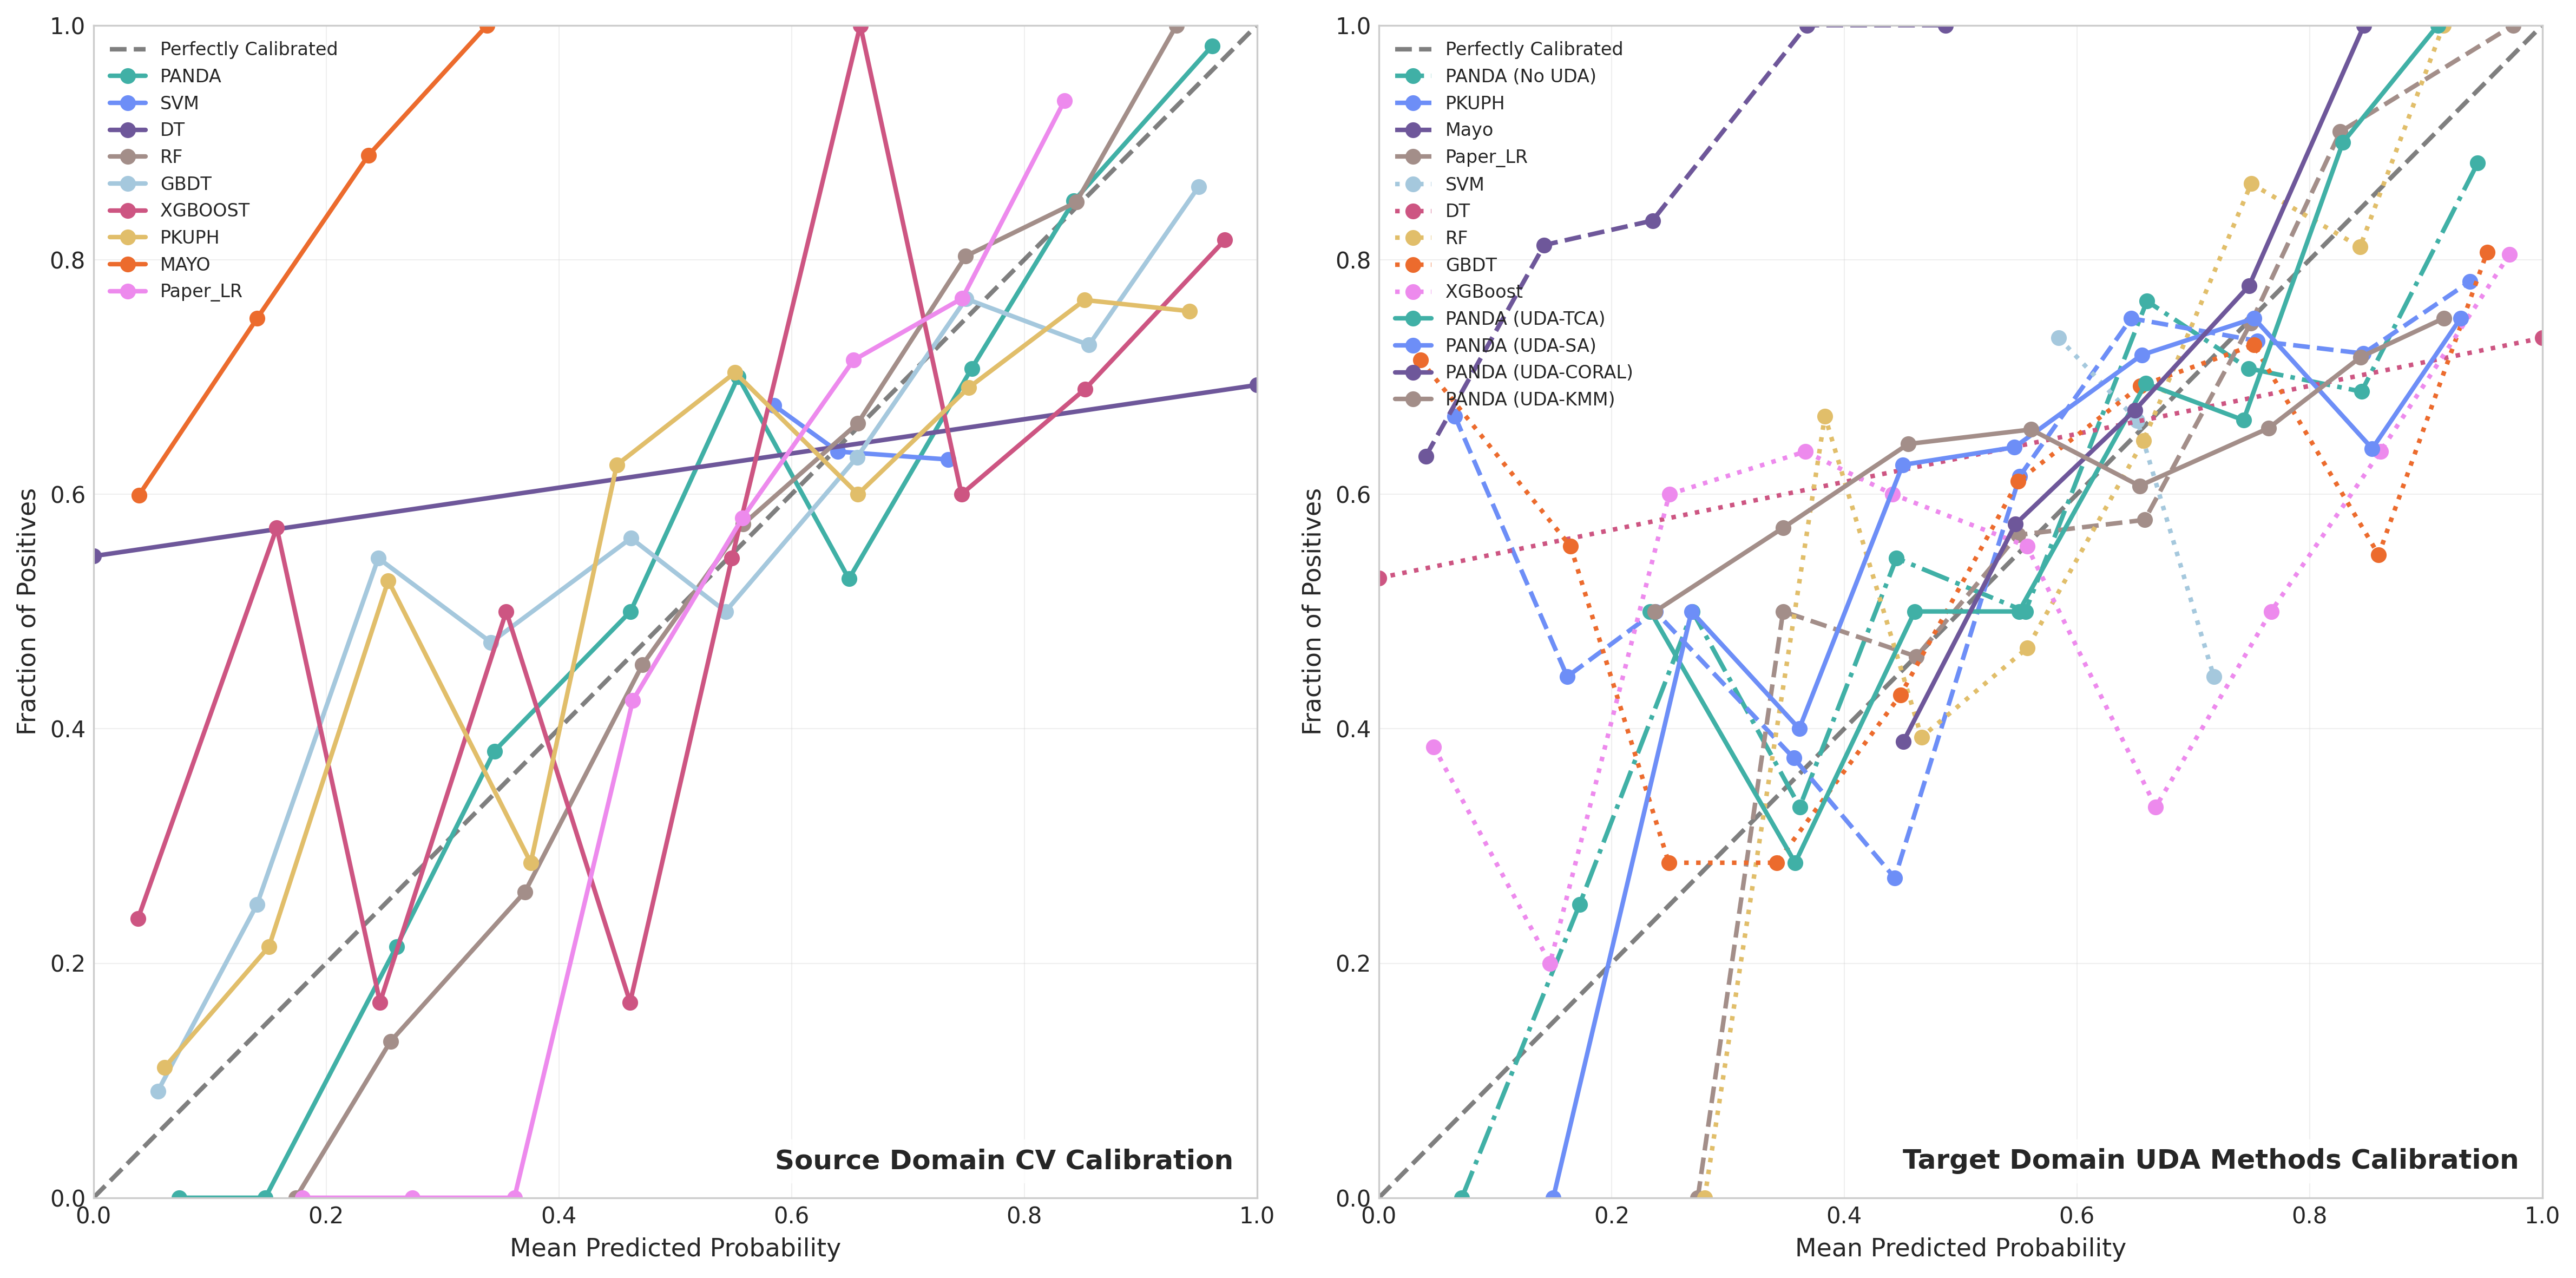 1.0
0.8
0.6
0.4
0.2
0.0
Fraction of Positives
Perfectly Calibrated
PANDA
SVM
DT
RF
GBDT
XGBOOST
PKUPH
MAYO
Paper_LR
Source Domain CV Calibration
0.0 0.2 0.4 0.6 0.8 1.0
Mean Predicted Probability
1.0
0.8
0.6
0.4
0.2
0.0
Fraction of Positives
Perfectly Calibrated
PANDA (No UDA)
PKUPH
Mayo
Paper_LR
SVM
DT
RF
GBDT
XGBoost
PANDA (UDA-TCA)
PANDA (UDA-SA)
PANDA (UDA-CORAL)
PANDA (UDA-KMM)
Target Domain UDA Methods Calibration
0.0 0.2 0.4 0.6 0.8 1.0
Mean Predicted Probability